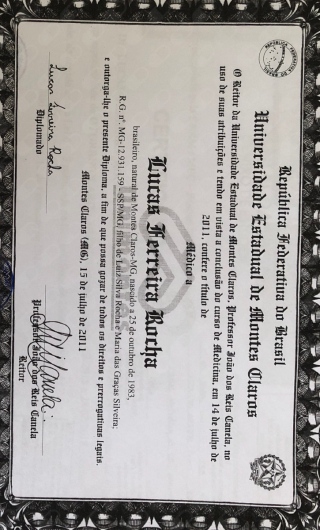 República Federativa do Brasil
Universidade Estadual de Montes Claros
O Reitor da Universidade Estadual de Montes Claros, Professor João dos Reis Canela, no
uso de suas atribuições e tendo em vista a conclusão do curso de Medicina, em 14 de julho de
2011, confere o título de
Médico a
Lucas Ferreira Rocha
brasileiro, natural de Montes Claros-MG, nascido a 25 de outubro de 1983,
R.G. nº. MG-12.931.159 - SSP/MG, filho de Luiz Silva Rocha e Maria das Graças Silveira;
e outorga-lhe o presente Diploma, a fim de que possa gozar de todos os direitos e prerrogativas legais.
Montes Claros (MG), 15 de julho de 2011
Lucas Ferreira Rocha
Diplomado
Professor João dos Reis Canela
Reitor